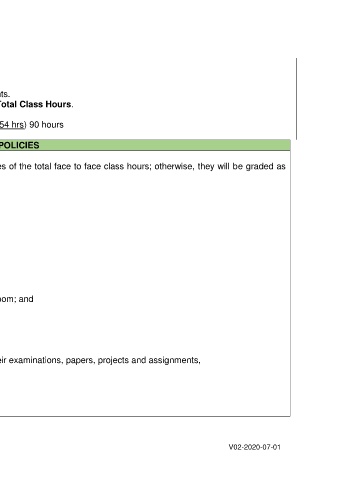 nts.
Total Class Hours.
54 hrs) 90 hours
POLICIES
es of the total face to face class hours; otherwise, they will be graded as
oom; and
eir examinations, papers, projects and assignments,
V02-2020-07-01